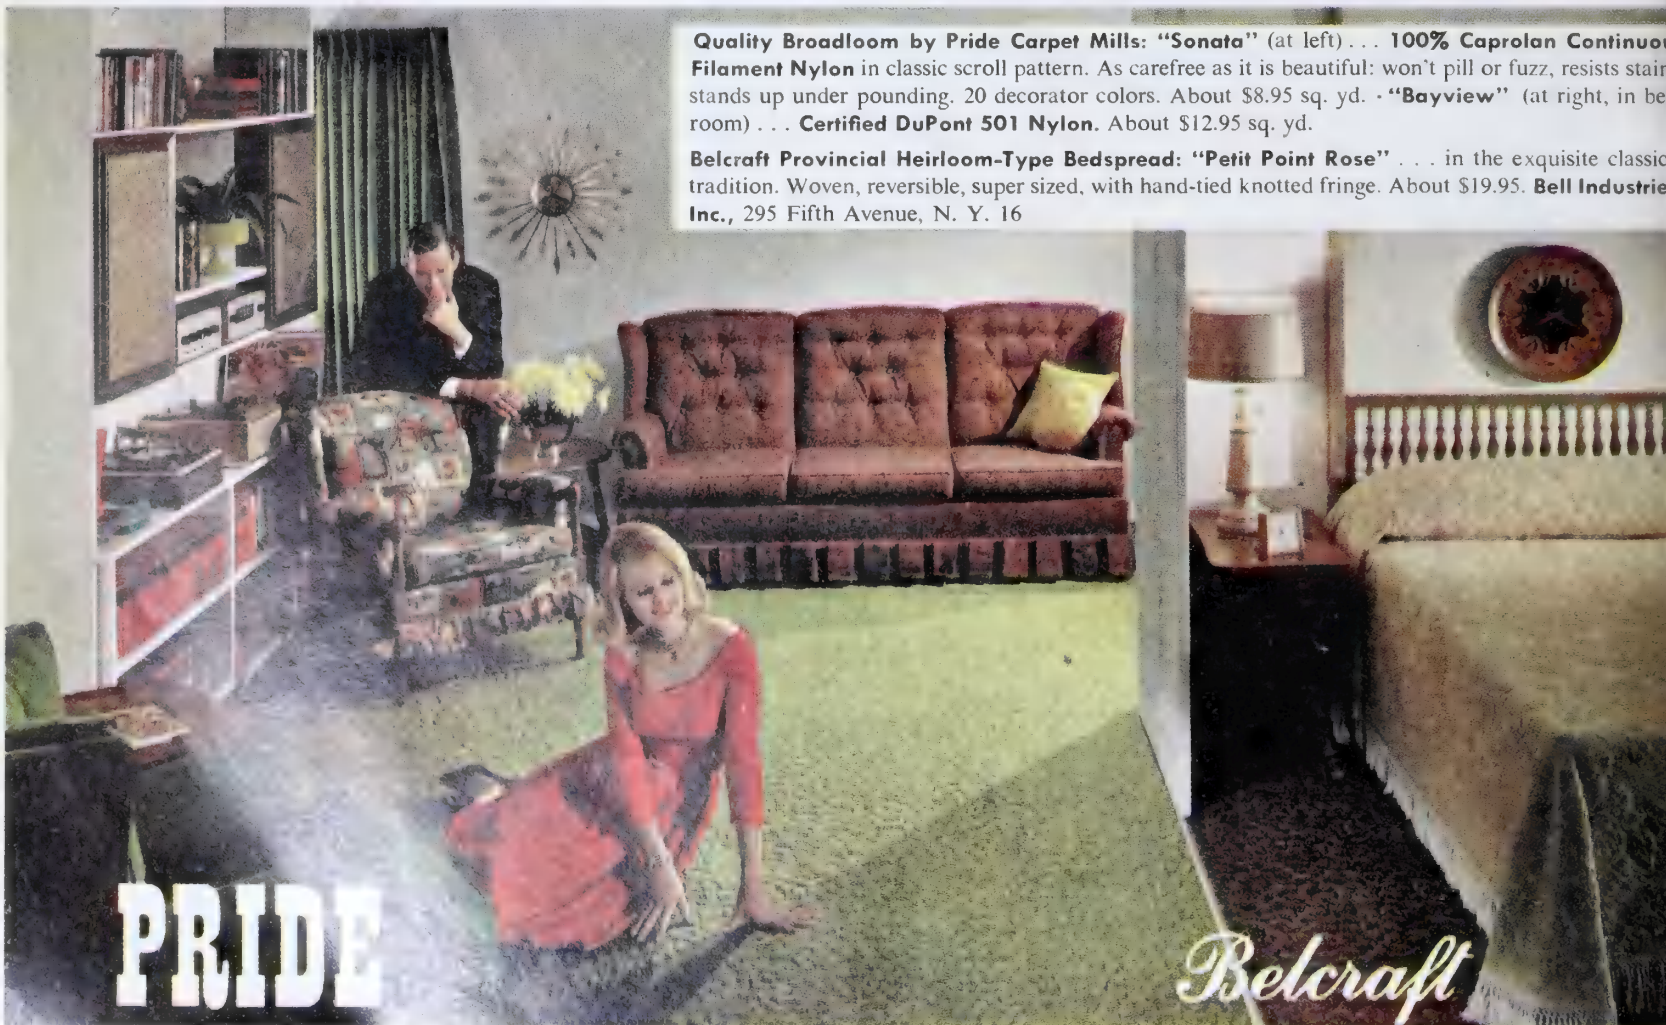 Quality Broadloom by Pride Carpet Mills: “Sonata” (at left) . . . 100% Caprolan Continuo
Filament Nylon in classic scroll pattern. As carefree as it is beautiful: won't pill or fuzz, resists stair
stands up under pounding. 20 decorator colors. About $8.95 sq. yd. · “Bayview” (at right, in be
room) . . . Certified DuPont 501 Nylon. About $12.95 sq. yd.
Belcraft Provincial Heirloom-Type Bedspread: “Petit Point Rose” . . . in the exquisite classic
tradition. Woven, reversible, super sized, with hand-tied knotted fringe. About $19.95. Bell Industrie
Inc., 295 Fifth Avenue, N. Y. 16
PRIDE
Belcraft